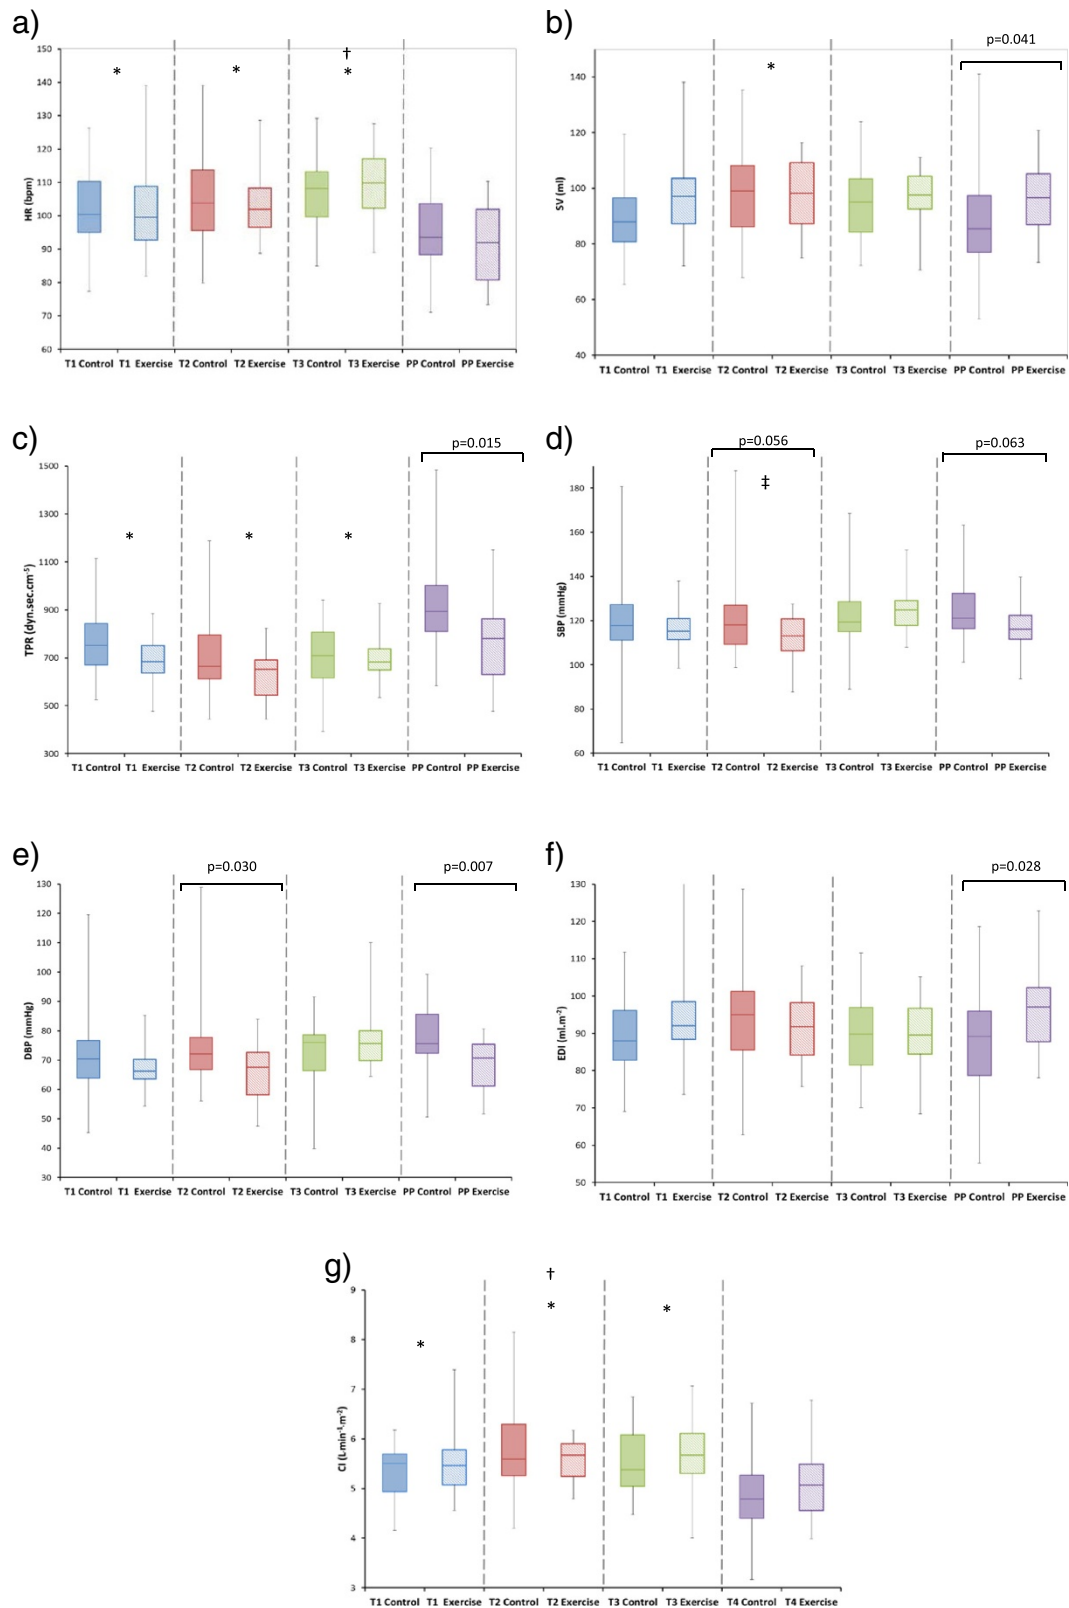 a)
†
* * *
HR (bpm)
150
140
130
120
110
100
90
80
70
60
T1 Control T1 Exercise T2 Control T2 Exercise T3 Control T3 Exercise PP Control PP Exercise
b)
p=0.041
*
SV (ml)
140
120
100
80
60
40
T1 Control T1 Exercise T2 Control T2 Exercise T3 Control T3 Exercise PP Control PP Exercise
c)
p=0.015
* * *
TPR (dyn.sec.cm-5)
1500
1300
1100
900
700
500
300
T1 Control T1 Exercise T2 Control T2 Exercise T3 Control T3 Exercise PP Control PP Exercise
d)
p=0.056 p=0.063
‡
SBP (mmHg)
180
160
140
120
100
80
60
T1 Control T1 Exercise T2 Control T2 Exercise T3 Control T3 Exercise PP Control PP Exercise
e)
p=0.030 p=0.007
DBP (mmHg)
130
120
110
100
90
80
70
60
50
40
30
T1 Control T1 Exercise T2 Control T2 Exercise T3 Control T3 Exercise PP Control PP Exercise
f)
p=0.028
EDI (ml.m-2)
130
120
110
100
90
80
70
60
50
T1 Control T1 Exercise T2 Control T2 Exercise T3 Control T3 Exercise PP Control PP Exercise
g)
†
* * *
CI (L·min-1·m-2)
9
8
7
6
5
4
3
T1 Control T1 Exercise T2 Control T2 Exercise T3 Control T3 Exercise T4 Control T4 Exercise